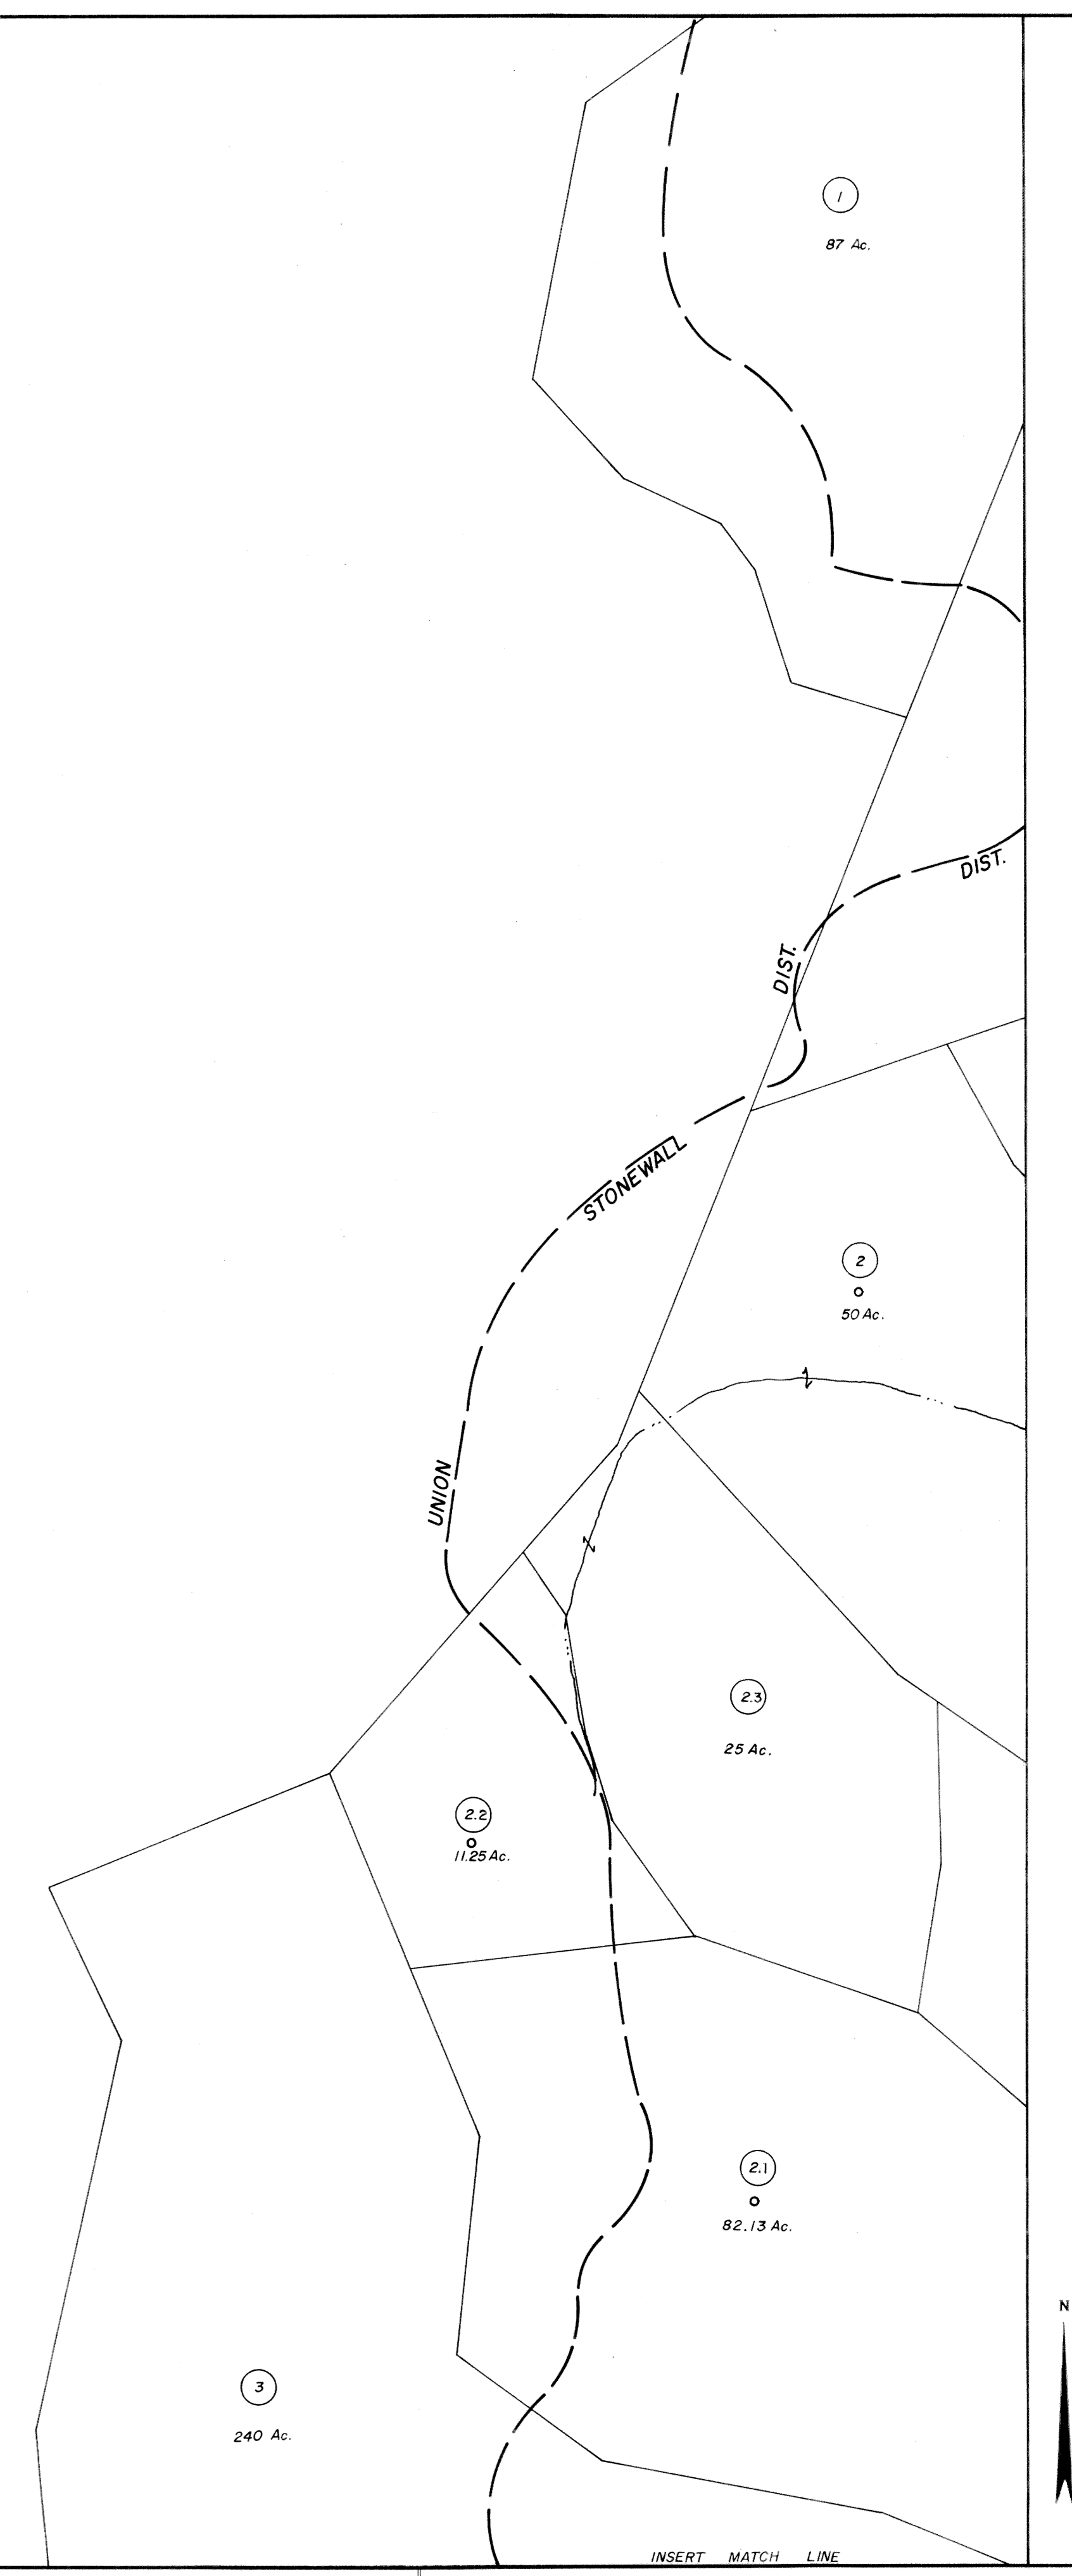 1
87 Ac.
DIST.
DIST.
STONEWALL
2
50 Ac.
UNION
2.3
25 Ac.
2.2
11.25 Ac.
2.1
82.13 Ac.
N
3
240 Ac.
INSERT MATCH LINE